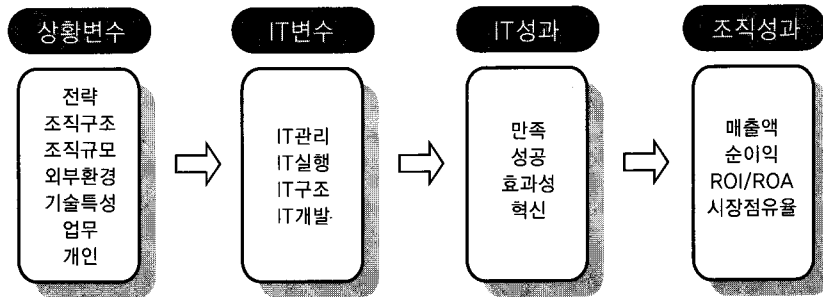 상황변수
IT변수
IT성과
조직성과
전략
조직구조
조직규모
외부환경
기술특성
업무
개인
IT관리
IT실행
IT구조
IT개발
만족
성공
효과성
혁신
매출액
순이익
ROI/ROA
시장점유율